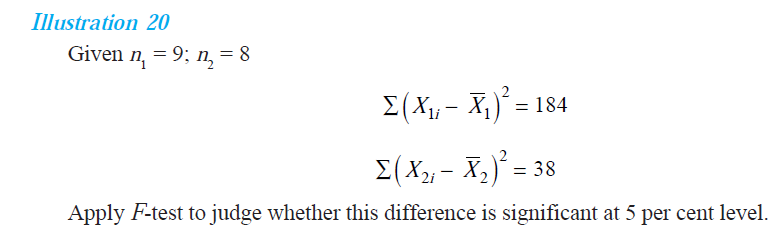 Illustration 20
Given n₁ = 9; n₂ = 8
Σ(X₁ᵢ – X̄₁)² = 184
Σ(X₂ᵢ – X̄₂)² = 38
Apply F-test to judge whether this difference is significant at 5 per cent level.